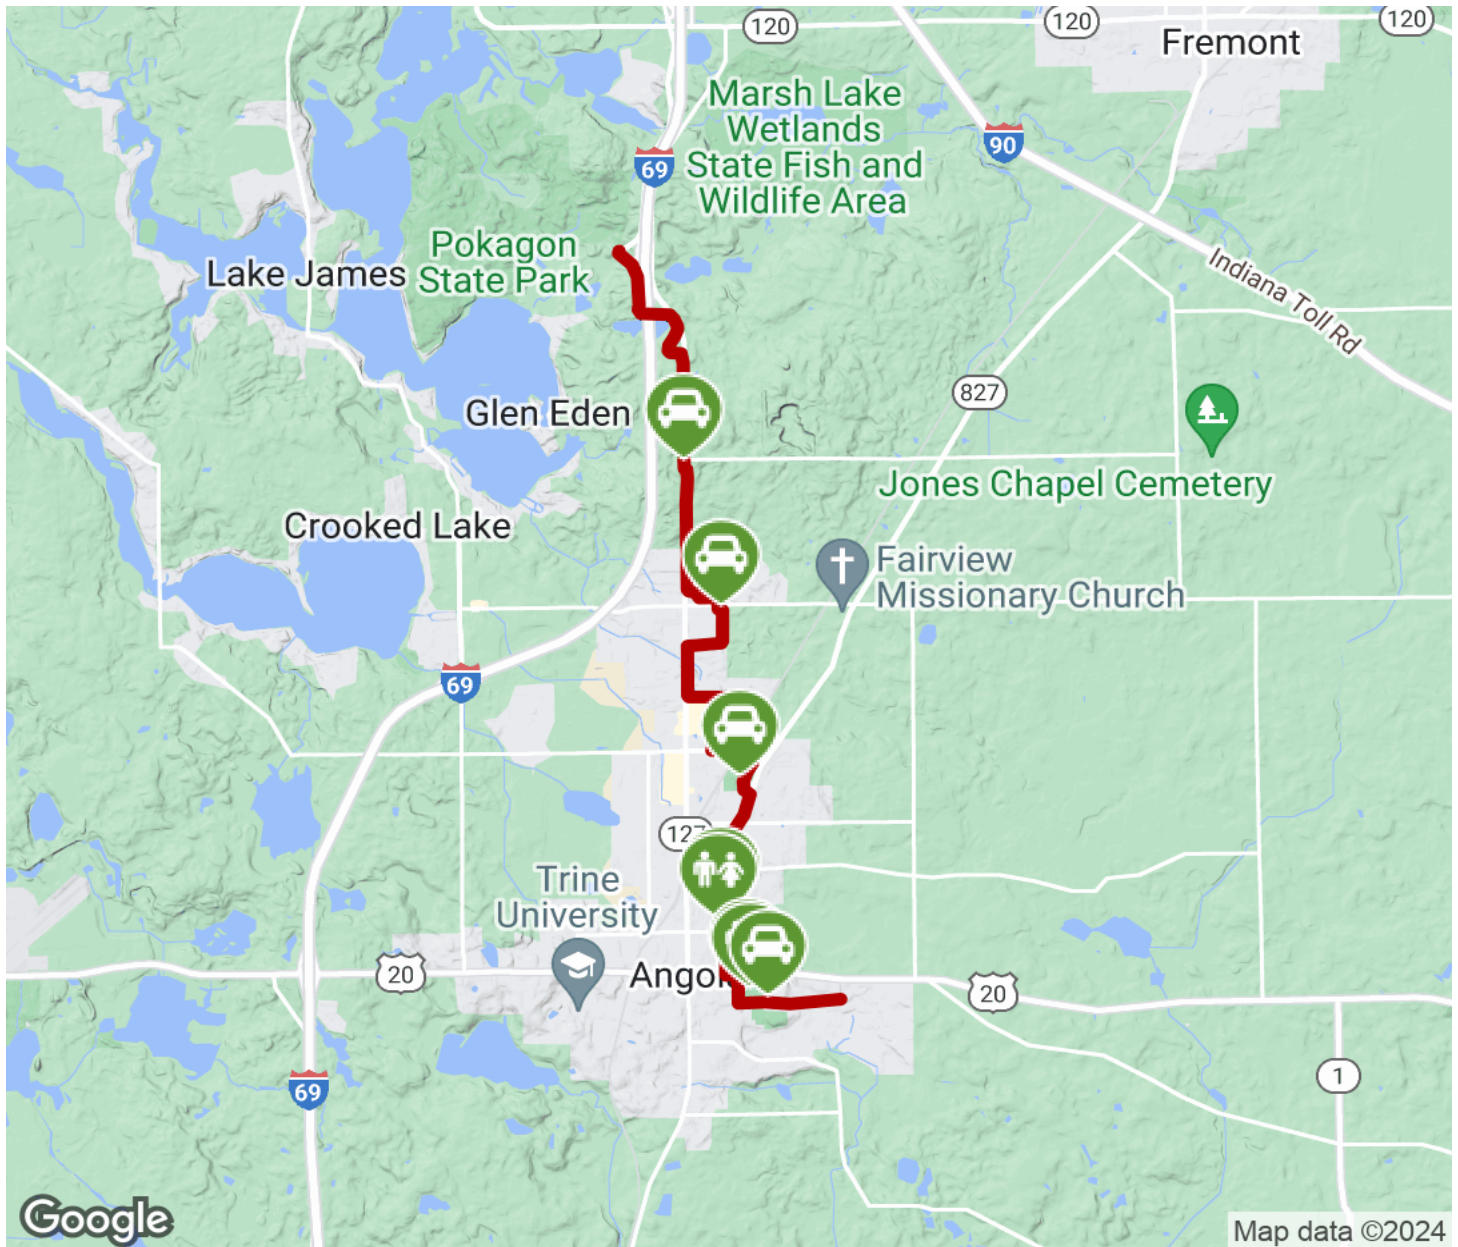 120
120
120
Fremont
Marsh Lake
Wetlands
State Fish and
Wildlife Area
90
69
Pokagon
State Park
Lake James
Indiana Toll Rd
827
Glen Eden
Jones Chapel Cemetery
Crooked Lake
Fairview
Missionary Church
69
127
Trine
University
20
Ango
20
1
69
Google
Map data ©2024